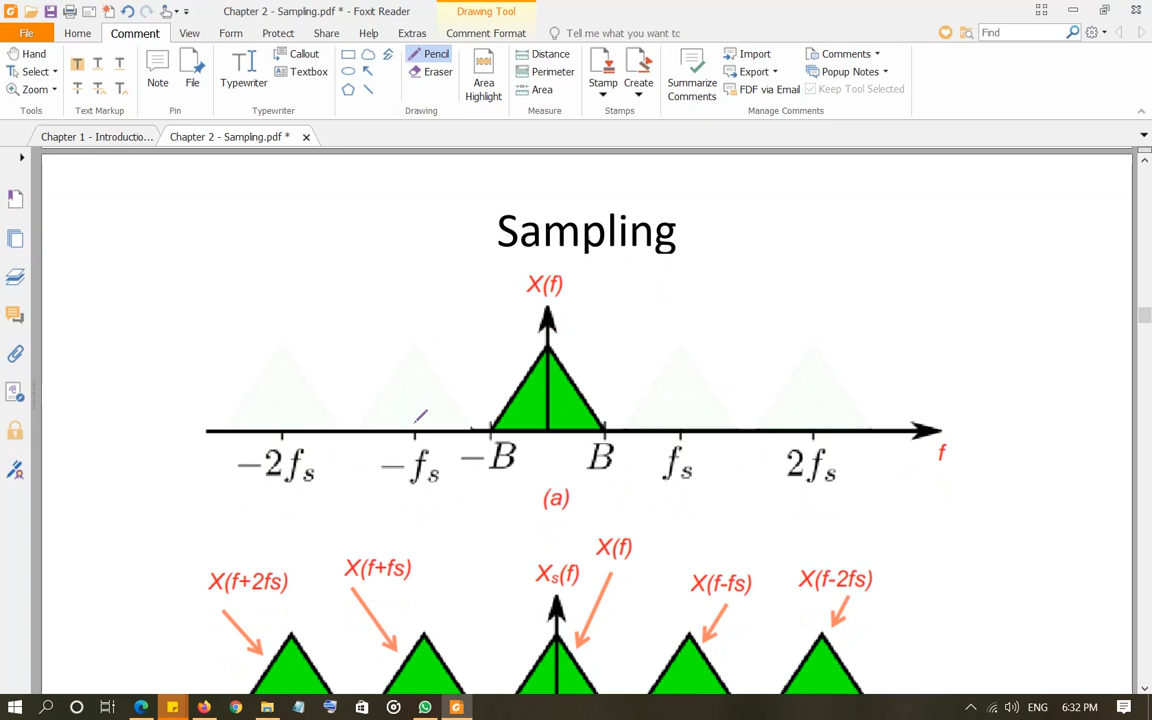 Chapter 2 - Sampling.pdf * - Foxit Reader
Drawing Tool
File
Home
Comment
View
Form
Protect
Share
Help
Extras
Comment Format
Tell me what you want to do
Find
Hand
Select
Zoom
Tools
Text Markup
Note
File
Pin
Typewriter
Callout
Textbox
Typewriter
Pencil
Eraser
Drawing
Area
Highlight
Distance
Perimeter
Area
Measure
Stamp
Create
Stamps
Summarize
Comments
Import
Export
FDF via Email
Comments
Popup Notes
Keep Tool Selected
Manage Comments
Chapter 1 - Introductio...
Chapter 2 - Sampling.pdf *
Sampling
X(f)
−2fs −fs −B B fs 2fs f
(a)
X(f+2fs) X(f+fs) Xs(f) X(f) X(f-fs) X(f-2fs)
ENG 6:32 PM